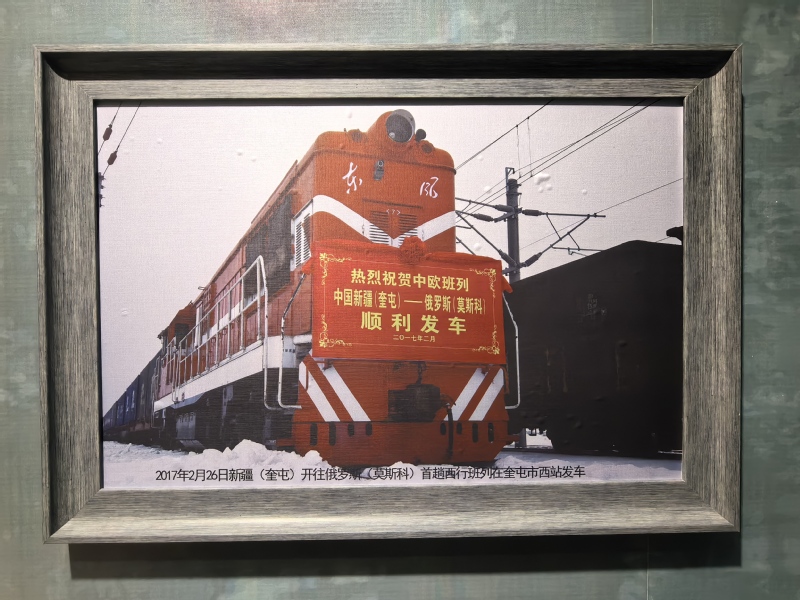 东风
热烈祝贺中欧班列
中国新疆(奎屯)——俄罗斯(莫斯科)
顺利发车
二〇一七年二月
2017年2月26日新疆（奎屯）开往俄罗斯（莫斯科）首趟西行班列在奎屯市西站发车